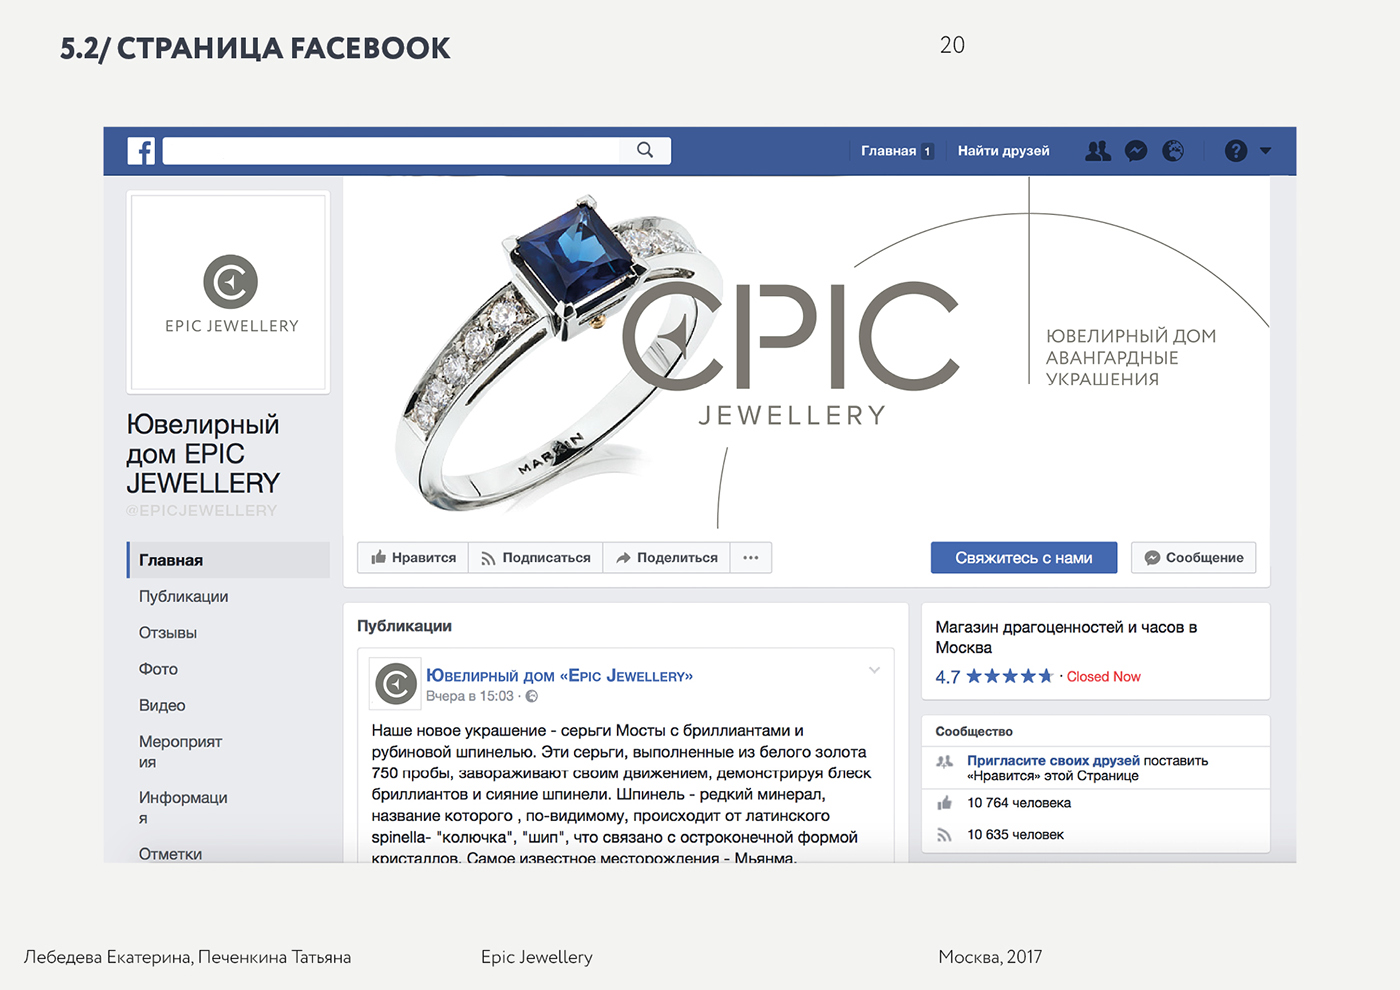 5.2/ СТРАНИЦА FACEBOOK
20
f
Главная 1
Найти друзей
?
EPIC JEWELLERY
Ювелирный
дом EPIC
JEWELLERY
@EPICJEWELLERY
Главная
Публикации
Отзывы
Фото
Видео
Мероприят
ия
Информаци
я
Отметки
MARKIN
EPIC
JEWELLERY
ЮВЕЛИРНЫЙ ДОМ
АВАНГАРДНЫЕ
УКРАШЕНИЯ
Нравится
Подписаться
Поделиться
Свяжитесь с нами
Сообщение
Публикации
Ювелирный дом «Epic Jewellery»
Вчера в 15:03 ·
Наше новое украшение - серьги Мосты с бриллиантами и
рубиновой шпинелью. Эти серьги, выполненные из белого золота
750 пробы, завораживают своим движением, демонстрируя блеск
бриллиантов и сияние шпинели. Шпинель - редкий минерал,
название которого , по-видимому, происходит от латинского
spinella- "колючка", "шип", что связано с остроконечной формой
кристаллов. Самое известное месторождения - Мьянма.
Магазин драгоценностей и часов в
Москва
4.7 ★★★★★ · Closed Now
Сообщество
Пригласите своих друзей поставить
«Нравится» этой Странице
10 764 человека
10 635 человек
Лебедева Екатерина, Печенкина Татьяна
Epic Jewellery
Москва, 2017